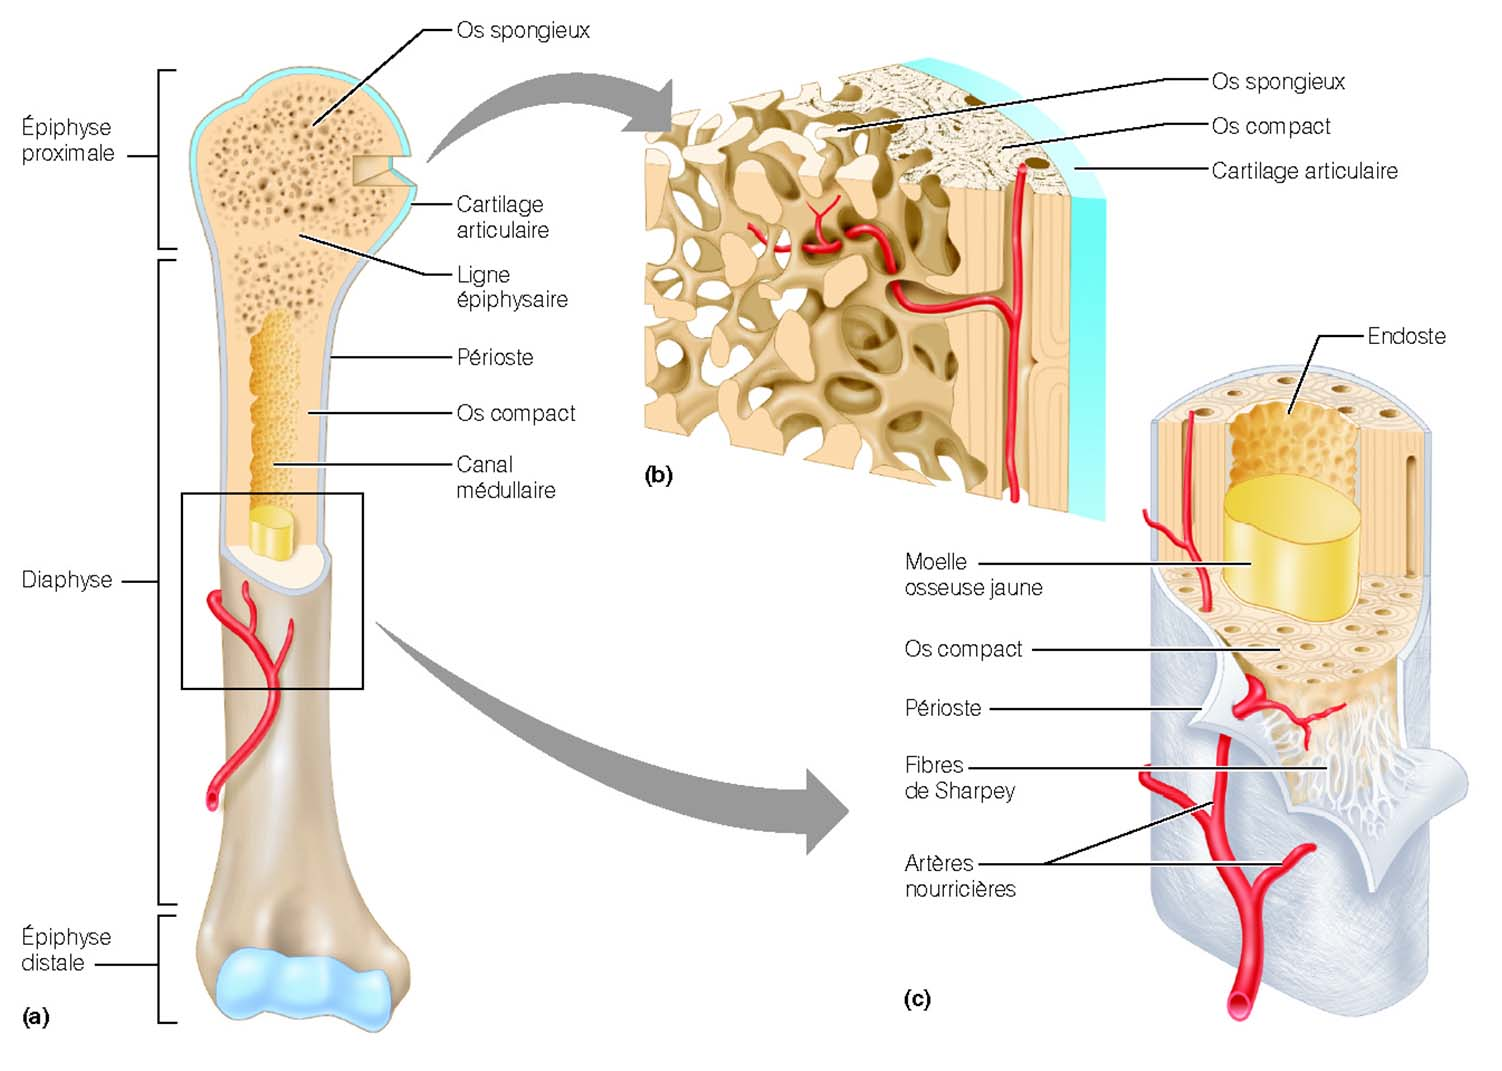 Os spongieux
Épiphyse
proximale
Cartilage
articulaire
Ligne
épiphysaire
Périoste
Os compact
Canal
médullaire
Diaphyse
Épiphyse
distale
(a)
Os spongieux
Os compact
Cartilage articulaire
(b)
Endoste
Moelle
osseuse jaune
Os compact
Périoste
Fibres
de Sharpey
Artères
nourricières
(c)